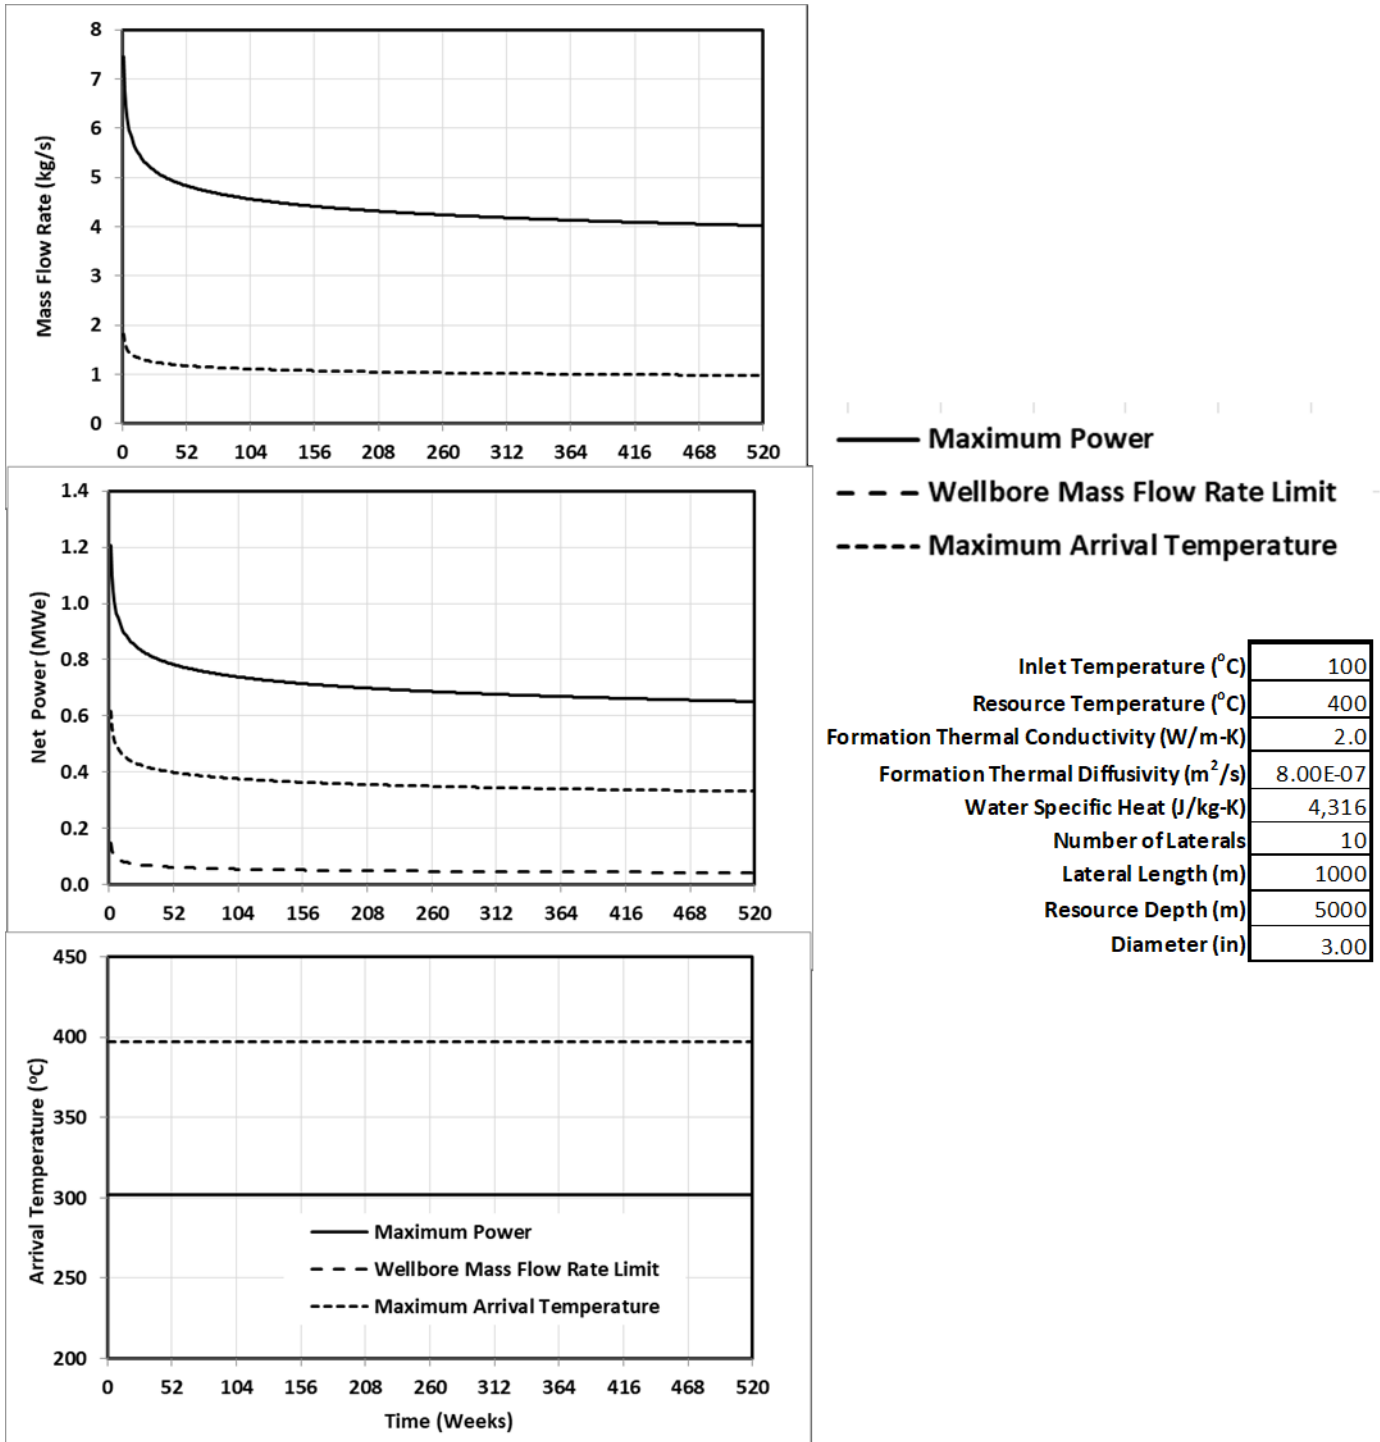 8
7
6
5
4
3
2
1
0
Mass Flow Rate (kg/s)
0 52 104 156 208 260 312 364 416 468 520
1.4
1.2
1.0
0.8
0.6
0.4
0.2
0.0
Net Power (MWe)
0 52 104 156 208 260 312 364 416 468 520
450
400
350
300
250
200
Arrival Temperature (ºC)
Maximum Power
Wellbore Mass Flow Rate Limit
Maximum Arrival Temperature
0 52 104 156 208 260 312 364 416 468 520
Time (Weeks)
Maximum Power
Wellbore Mass Flow Rate Limit
Maximum Arrival Temperature
Inlet Temperature (°C) 100
Resource Temperature (°C) 400
Formation Thermal Conductivity (W/m-K) 2.0
Formation Thermal Diffusivity (m²/s) 8.00E-07
Water Specific Heat (J/kg-K) 4,316
Number of Laterals 10
Lateral Length (m) 1000
Resource Depth (m) 5000
Diameter (in) 3.00